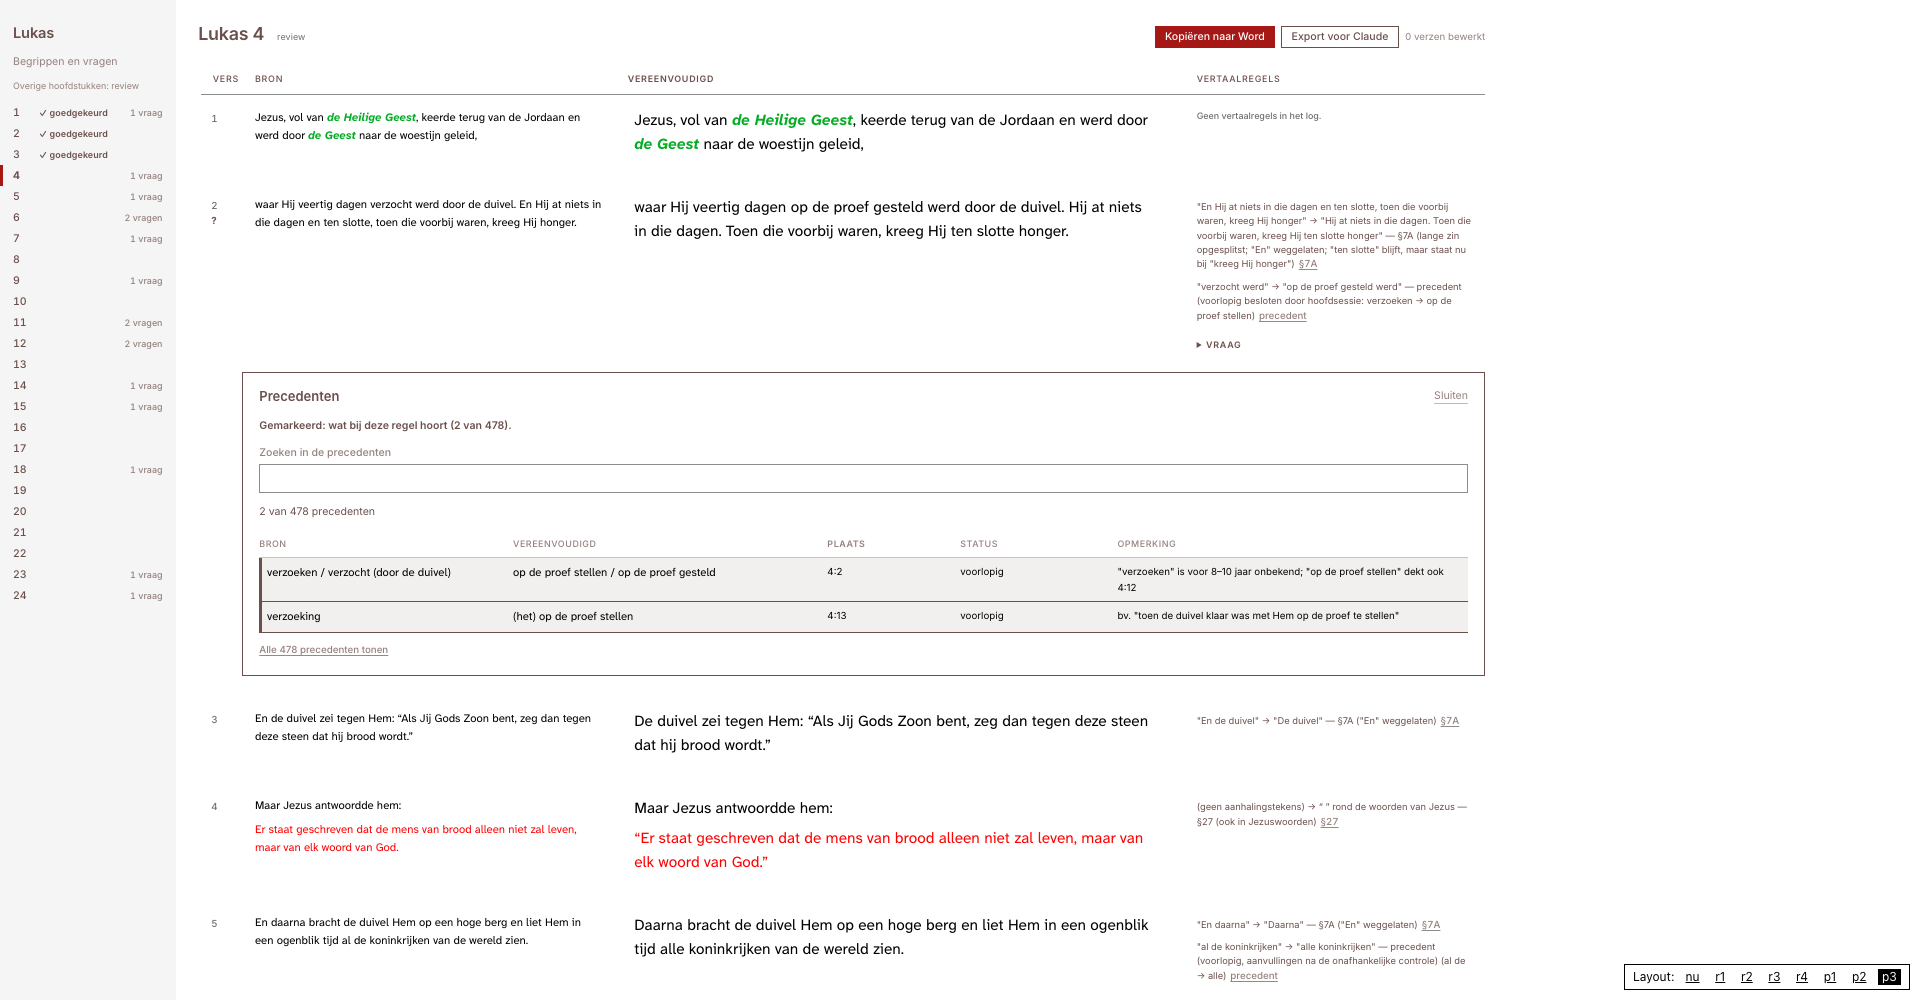 Lukas
Begrippen en vragen
Overige hoofdstukken: review
1 ✓ goedgekeurd 1 vraag
2 ✓ goedgekeurd
3 ✓ goedgekeurd
4 1 vraag
5 1 vraag
6 2 vragen
7 1 vraag
8
9 1 vraag
10
11 2 vragen
12 2 vragen
13
14 1 vraag
15 1 vraag
16
17
18 1 vraag
19
20
21
22
23 1 vraag
24 1 vraag
Lukas 4 review
Kopiëren naar Word Export voor Claude 0 verzen bewerkt
VERS BRON VEREENVOUDIGD VERTAALREGELS
1
Jezus, vol van de Heilige Geest, keerde terug van de Jordaan en
werd door de Geest naar de woestijn geleid,
Jezus, vol van de Heilige Geest, keerde terug van de Jordaan en werd door
de Geest naar de woestijn geleid,
Geen vertaalregels in het log.
2
?
waar Hij veertig dagen verzocht werd door de duivel. En Hij at niets in
die dagen en ten slotte, toen die voorbij waren, kreeg Hij honger.
waar Hij veertig dagen op de proef gesteld werd door de duivel. Hij at niets
in die dagen. Toen die voorbij waren, kreeg Hij ten slotte honger.
"En Hij at niets in die dagen en ten slotte, toen die voorbij
waren, kreeg Hij honger" → "Hij at niets in die dagen. Toen die
voorbij waren, kreeg Hij ten slotte honger" — §7A (lange zin
opgesplitst; "En" weggelaten; "ten slotte" blijft, maar staat nu
bij "kreeg Hij honger") §7A
"verzocht werd" → "op de proef gesteld werd" — precedent
(voorlopig besloten door hoofdsessie: verzoeken → op de
proef stellen) precedent
▶ VRAAG
Precedenten Sluiten
Gemarkeerd: wat bij deze regel hoort (2 van 478).
Zoeken in de precedenten
2 van 478 precedenten
BRON VEREENVOUDIGD PLAATS STATUS OPMERKING
verzoeken / verzocht (door de duivel) op de proef stellen / op de proef gesteld 4:2 voorlopig "verzoeken" is voor 8–10 jaar onbekend; "op de proef stellen" dekt ook
4:12
verzoeking (het) op de proef stellen 4:13 voorlopig bv. "toen de duivel klaar was met Hem op de proef te stellen"
Alle 478 precedenten tonen
3
En de duivel zei tegen Hem: “Als Jij Gods Zoon bent, zeg dan tegen
deze steen dat hij brood wordt.”
De duivel zei tegen Hem: “Als Jij Gods Zoon bent, zeg dan tegen deze steen
dat hij brood wordt.”
"En de duivel" → "De duivel" — §7A ("En" weggelaten) §7A
4
Maar Jezus antwoordde hem:
Er staat geschreven dat de mens van brood alleen niet zal leven,
maar van elk woord van God.
Maar Jezus antwoordde hem:
“Er staat geschreven dat de mens van brood alleen niet zal leven, maar van
elk woord van God.”
(geen aanhalingstekens) → “ ” rond de woorden van Jezus —
§27 (ook in Jezuswoorden) §27
5
En daarna bracht de duivel Hem op een hoge berg en liet Hem in
een ogenblik tijd al de koninkrijken van de wereld zien.
Daarna bracht de duivel Hem op een hoge berg en liet Hem in een ogenblik
tijd alle koninkrijken van de wereld zien.
"En daarna" → "Daarna" — §7A ("En" weggelaten) §7A
"al de koninkrijken" → "alle koninkrijken" — precedent
(voorlopig, aanvullingen na de onafhankelijke controle) (al de
→ alle) precedent
Layout: nu r1 r2 r3 r4 p1 p2 p3